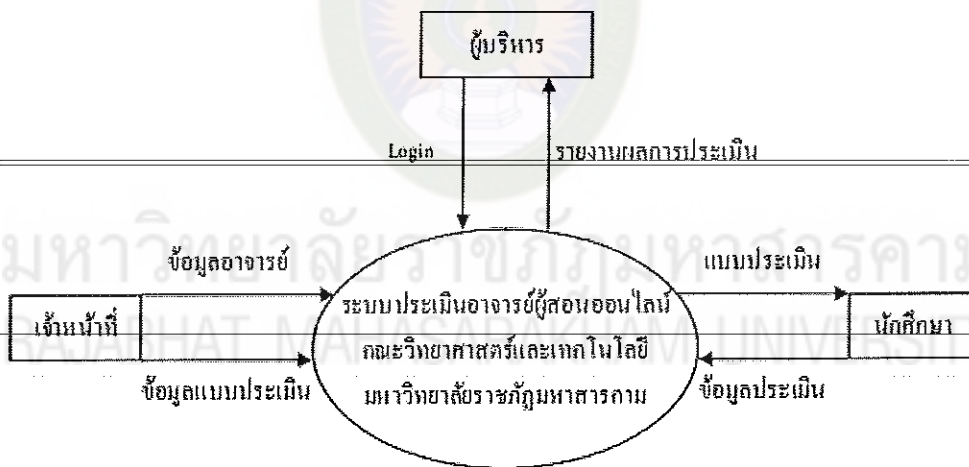 ผู้บริหาร
Login
รายงานผลการประเมิน
มหาวิทยาลัยราชภัฏมหาสารคาม
ข้อมูลอาจารย์
แบบประเมิน
เจ้าหน้าที่
ระบบประเมินอาจารย์ผู้สอนออนไลน์
นักศึกษา
RAJABHAT MAHASARAKHAM UNIVERSIT
คณะวิทยาศาสตร์และเทคโนโลยี
ข้อมูลแบบประเมิน
มหาวิทยาลัยราชภัฏมหาสารคาม
ข้อมูลประเมิน